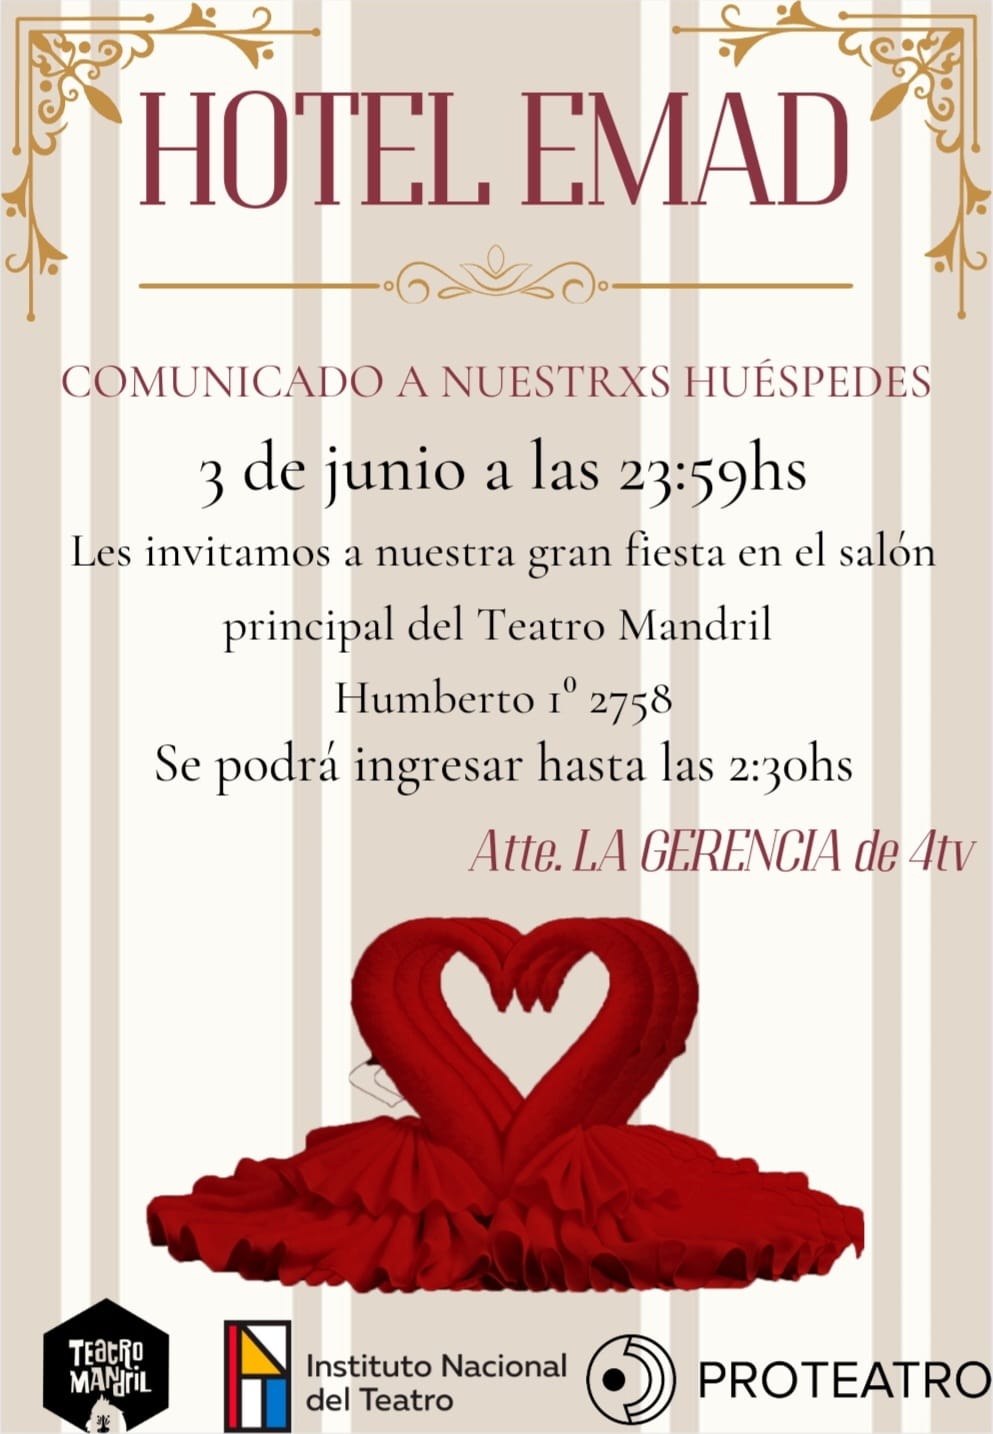 HOTEL EMAD
COMUNICADO A NUESTRXS HUÉSPEDES
3 de junio a las 23:59hs
Les invitamos a nuestra gran fiesta en el salón
principal del Teatro Mandril
Humberto 1º 2758
Se podrá ingresar hasta las 2:30hs
Atte. LA GERENCIA de 4tv
TEatRO
MANdRiL
Instituto Nacional
del Teatro
PROTEATRO